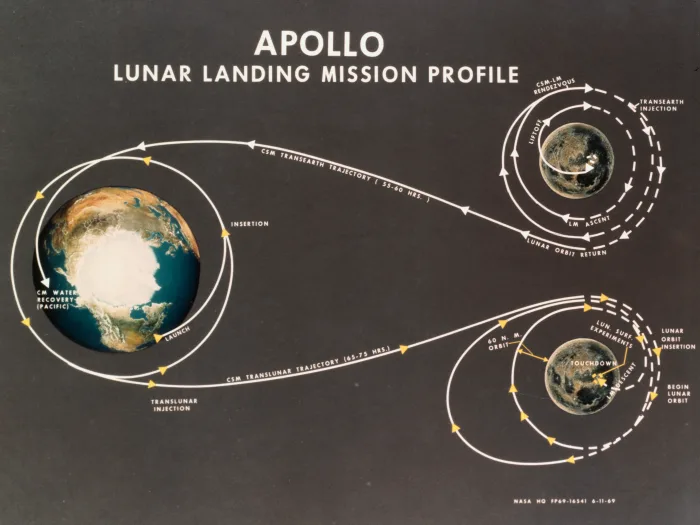 APOLLO
LUNAR LANDING MISSION PROFILE
CSM-LM
RENDEZVOUS
TRANSEARTH
INJECTION
LIFTOFF
LM ASCENT
LUNAR ORBIT RETURN
CSM TRANSEARTH TRAJECTORY ( 55-60 HRS. )
INSERTION
CM WATER
RECOVERY
(PACIFIC)
LAUNCH
CSM TRANSLUNAR TRAJECTORY (65-75 HRS.)
TRANSLUNAR
INJECTION
60 N. M.
ORBIT
LUN. SURF.
EXPERIMENTS
TOUCHDOWN
LM DESCENT
LUNAR
ORBIT
INSERTION
BEGIN
LUNAR
ORBIT
NASA HQ FP69-16541 6-11-69